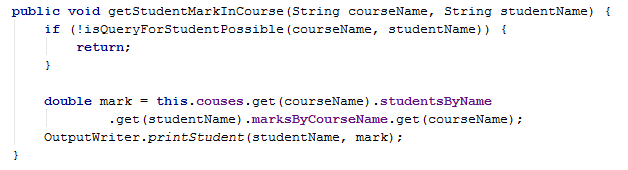 public void getStudentMarkInCourse(String courseName, String studentName) {
    if (!isQueryForStudentPossible(courseName, studentName)) {
        return;
    }

    double mark = this.couses.get(courseName).studentsByName
            .get(studentName).marksByCourseName.get(courseName);
    OutputWriter.printStudent(studentName, mark);
}